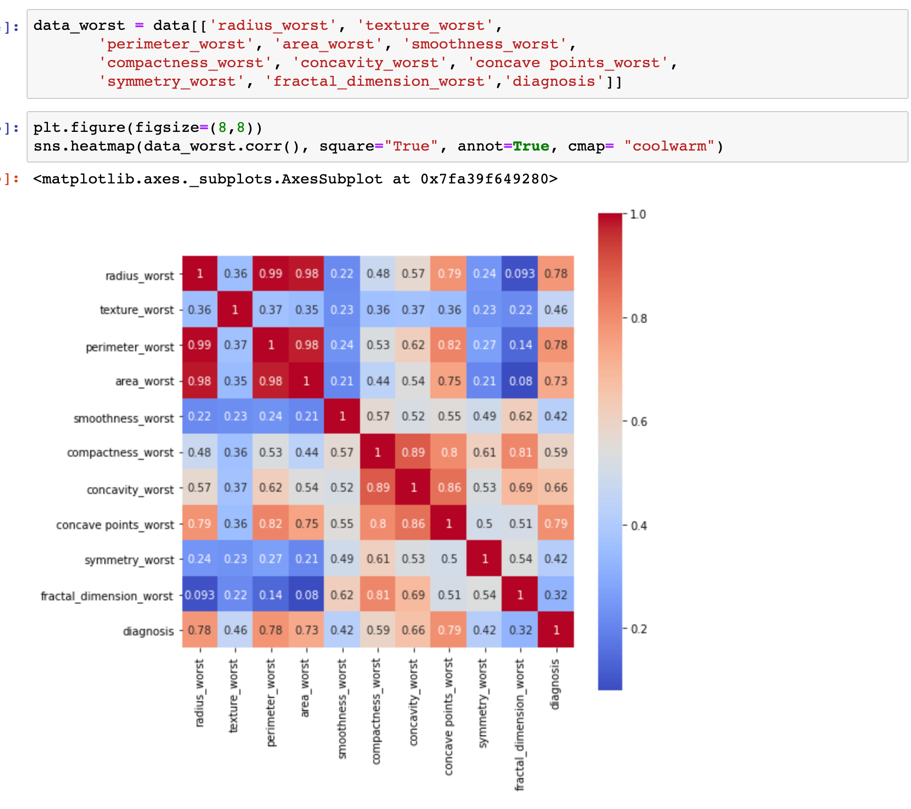 ]:
data_worst = data[['radius_worst', 'texture_worst',
'perimeter_worst', 'area_worst', 'smoothness_worst',
'compactness_worst', 'concavity_worst', 'concave points_worst',
'symmetry_worst', 'fractal_dimension_worst','diagnosis']]
]:
plt.figure(figsize=(8,8))
sns.heatmap(data_worst.corr(), square="True", annot=True, cmap= "coolwarm")
]:
<matplotlib.axes._subplots.AxesSubplot at 0x7fa39f649280>
radius_worst 1 0.36 0.99 0.98 0.22 0.48 0.57 0.79 0.24 0.093 0.78
texture_worst 0.36 1 0.37 0.35 0.23 0.36 0.37 0.36 0.23 0.22 0.46
perimeter_worst 0.99 0.37 1 0.98 0.24 0.53 0.62 0.82 0.27 0.14 0.78
area_worst 0.98 0.35 0.98 1 0.21 0.44 0.54 0.75 0.21 0.08 0.73
smoothness_worst 0.22 0.23 0.24 0.21 1 0.57 0.52 0.55 0.49 0.62 0.42
compactness_worst 0.48 0.36 0.53 0.44 0.57 1 0.89 0.8 0.61 0.81 0.59
concavity_worst 0.57 0.37 0.62 0.54 0.52 0.89 1 0.86 0.53 0.69 0.66
concave points_worst 0.79 0.36 0.82 0.75 0.55 0.8 0.86 1 0.5 0.51 0.79
symmetry_worst 0.24 0.23 0.27 0.21 0.49 0.61 0.53 0.5 1 0.54 0.42
fractal_dimension_worst 0.093 0.22 0.14 0.08 0.62 0.81 0.69 0.51 0.54 1 0.32
diagnosis 0.78 0.46 0.78 0.73 0.42 0.59 0.66 0.79 0.42 0.32 1
radius_worst
texture_worst
perimeter_worst
area_worst
smoothness_worst
compactness_worst
concavity_worst
concave points_worst
symmetry_worst
fractal_dimension_worst
diagnosis
1.0
0.8
0.6
0.4
0.2